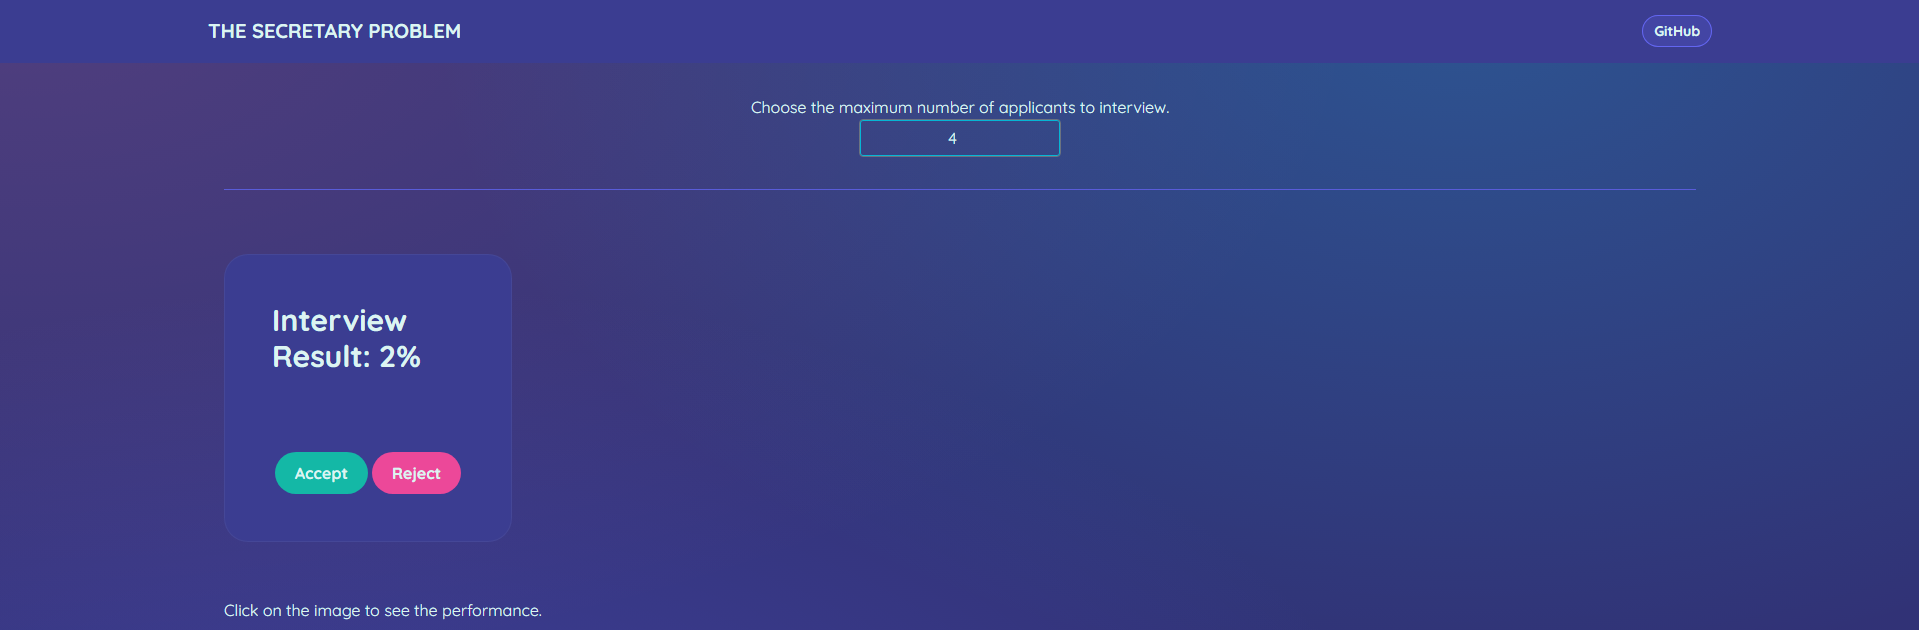 THE SECRETARY PROBLEM
GitHub
Choose the maximum number of applicants to interview.
4
Interview
Result: 2%
Accept
Reject
Click on the image to see the performance.